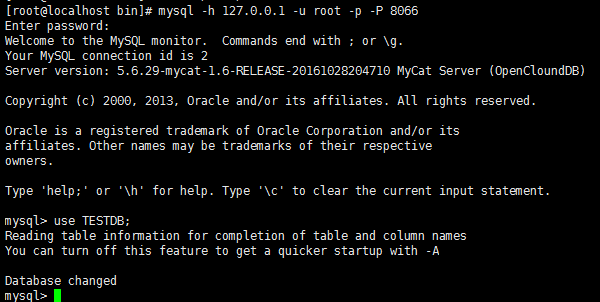 [root@localhost bin]# mysql -h 127.0.0.1 -u root -p -P 8066
Enter password:
Welcome to the MySQL monitor.  Commands end with ; or \g.
Your MySQL connection id is 2
Server version: 5.6.29-mycat-1.6-RELEASE-20161028204710 MyCat Server (OpenCloundDB)
Copyright (c) 2000, 2013, Oracle and/or its affiliates. All rights reserved.
Oracle is a registered trademark of Oracle Corporation and/or its
affiliates. Other names may be trademarks of their respective
owners.
Type 'help;' or '\h' for help. Type '\c' to clear the current input statement.
mysql> use TESTDB;
Reading table information for completion of table and column names
You can turn off this feature to get a quicker startup with -A
Database changed
mysql>